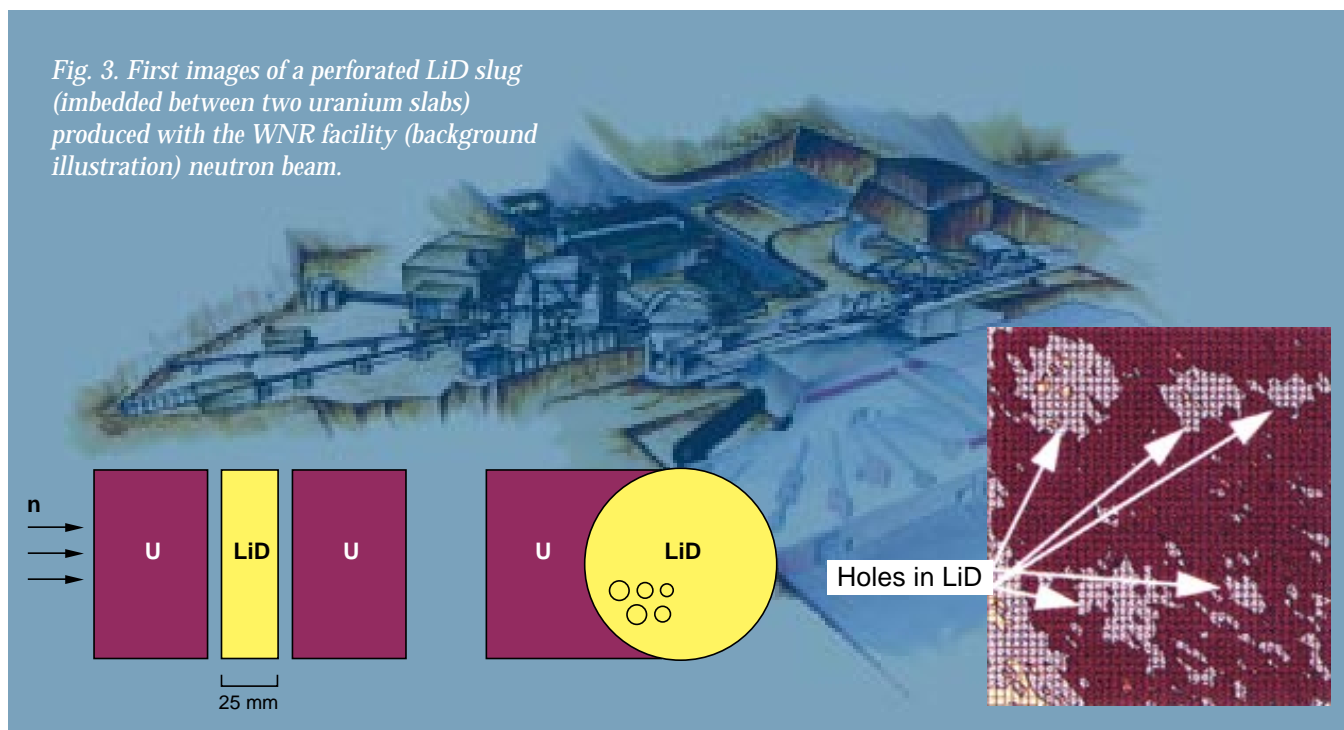 Fig. 3. First images of a perforated LiD slug
(imbedded between two uranium slabs)
produced with the WNR facility (background
illustration) neutron beam.
n
U
LiD
U
25 mm
U
LiD
Holes in LiD